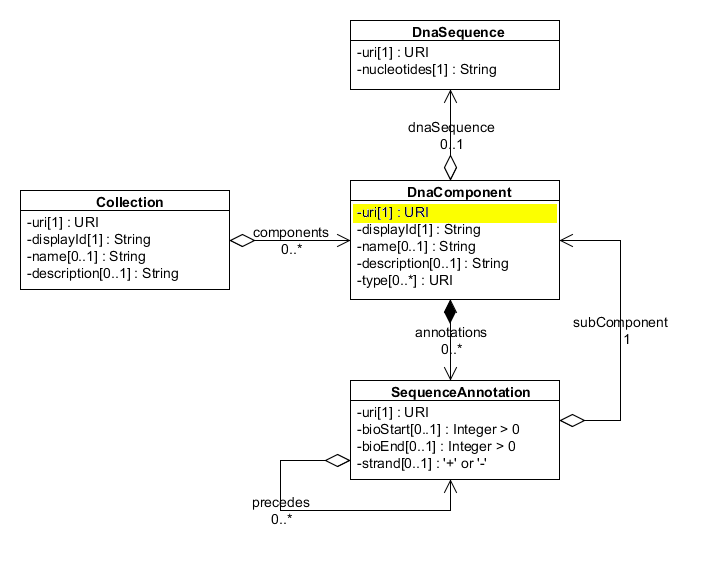 DnaSequence
-uri[1] : URI
-nucleotides[1] : String
dnaSequence
0..1
Collection
-uri[1] : URI
-displayId[1] : String
-name[0..1] : String
-description[0..1] : String
components
0..*
DnaComponent
-uri[1] : URI
-displayId[1] : String
-name[0..1] : String
-description[0..1] : String
-type[0..*] : URI
annotations
0..*
subComponent
1
SequenceAnnotation
-uri[1] : URI
-bioStart[0..1] : Integer > 0
-bioEnd[0..1] : Integer > 0
-strand[0..1] : '+' or '-'
precedes
0..*